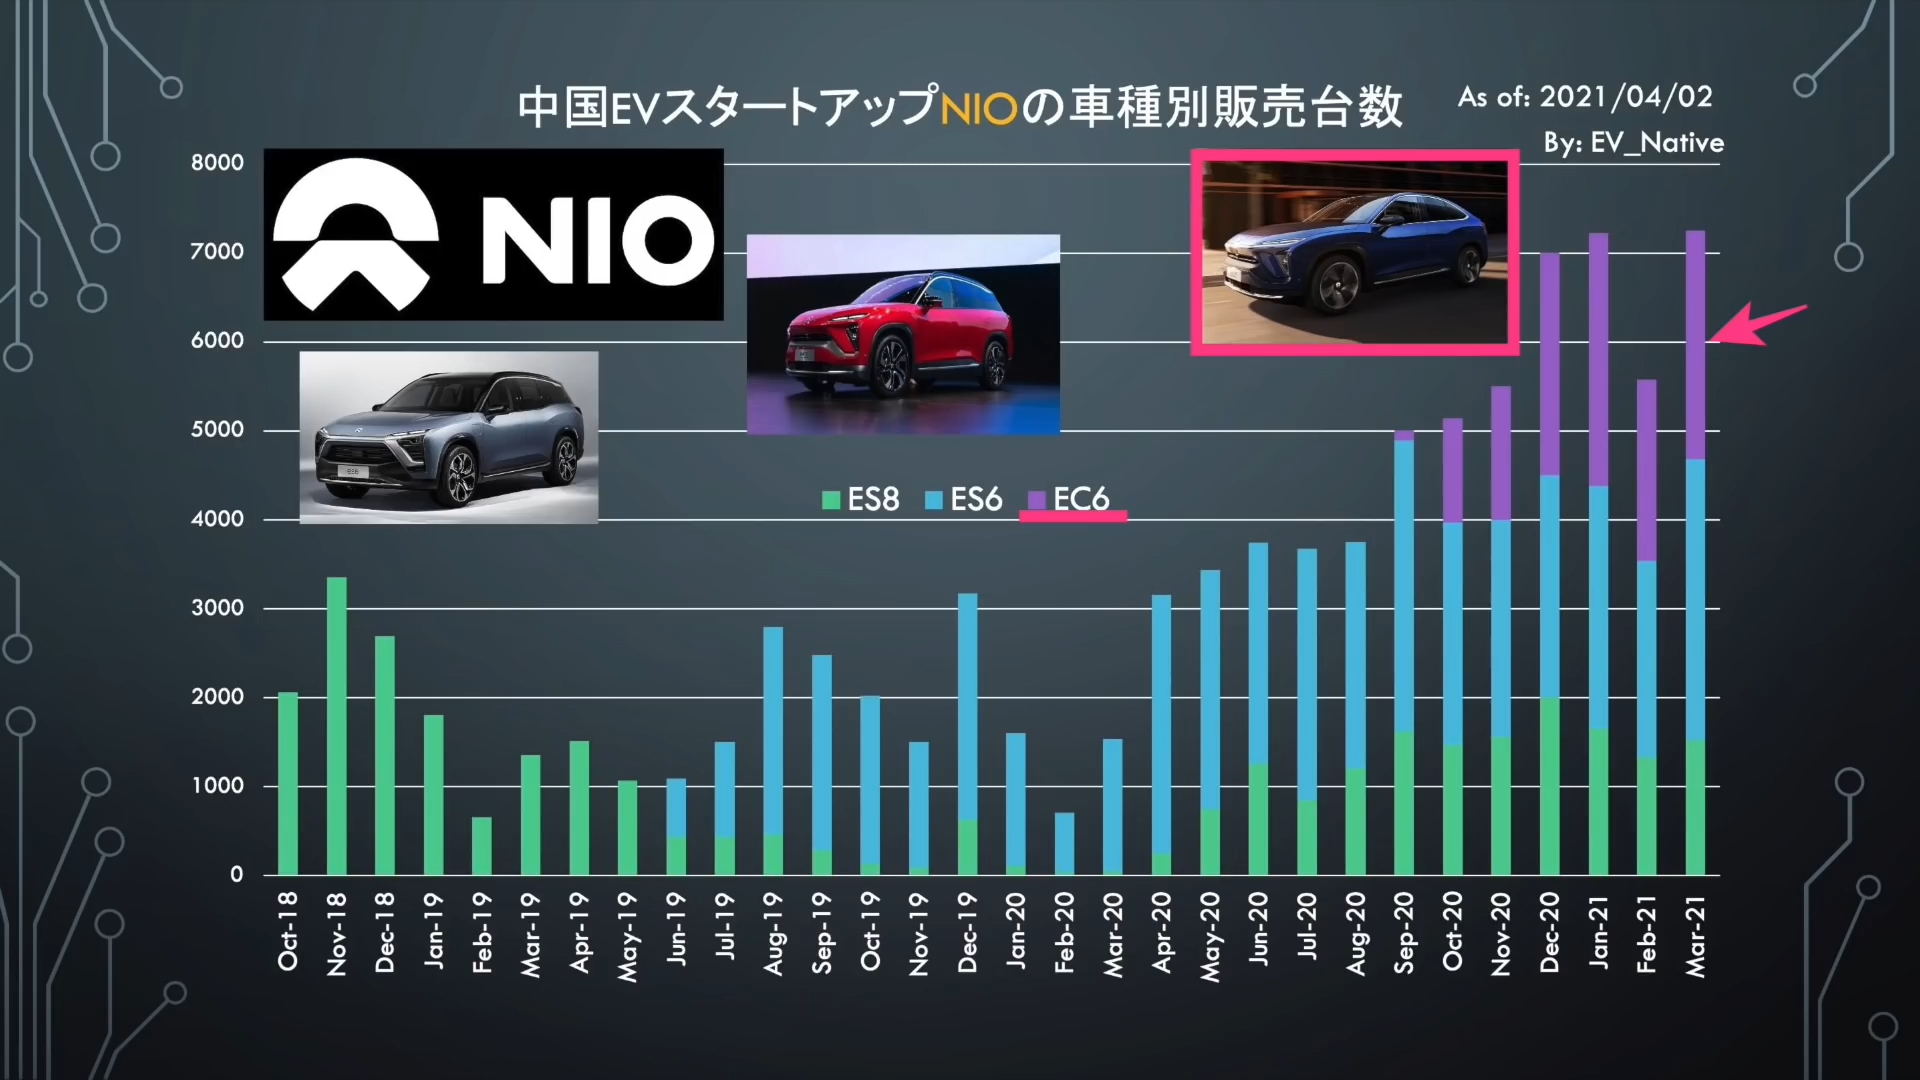 中国EVスタートアップNIOの車種別販売台数
As of: 2021/04/02
By: EV_Native
NIO
8000
7000
6000
5000
4000
3000
2000
1000
0
ES8
ES8 ES6 EC6
Oct-18
Nov-18
Dec-18
Jan-19
Feb-19
Mar-19
Apr-19
May-19
Jun-19
Jul-19
Aug-19
Sep-19
Oct-19
Nov-19
Dec-19
Jan-20
Feb-20
Mar-20
Apr-20
May-20
Jun-20
Jul-20
Aug-20
Sep-20
Oct-20
Nov-20
Dec-20
Jan-21
Feb-21
Mar-21